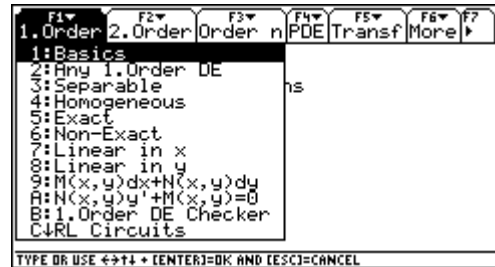 F1▾ F2▾ F3▾ F4▾ F5▾ F6▾ F7
1.Order 2.Order Order n PDE Transf More ▸
1:Basics
2:Any 1.Order DE
3:Separable ns
4:Homogeneous
5:Exact
6:Non-Exact
7:Linear in x
8:Linear in y
9:M(x,y)dx+N(x,y)dy
A:N(x,y)y'+M(x,y)=0
B:1.Order DE Checker
C↓RL Circuits
TYPE OR USE ←→↑↓ + [ENTER]=OK AND [ESC]=CANCEL